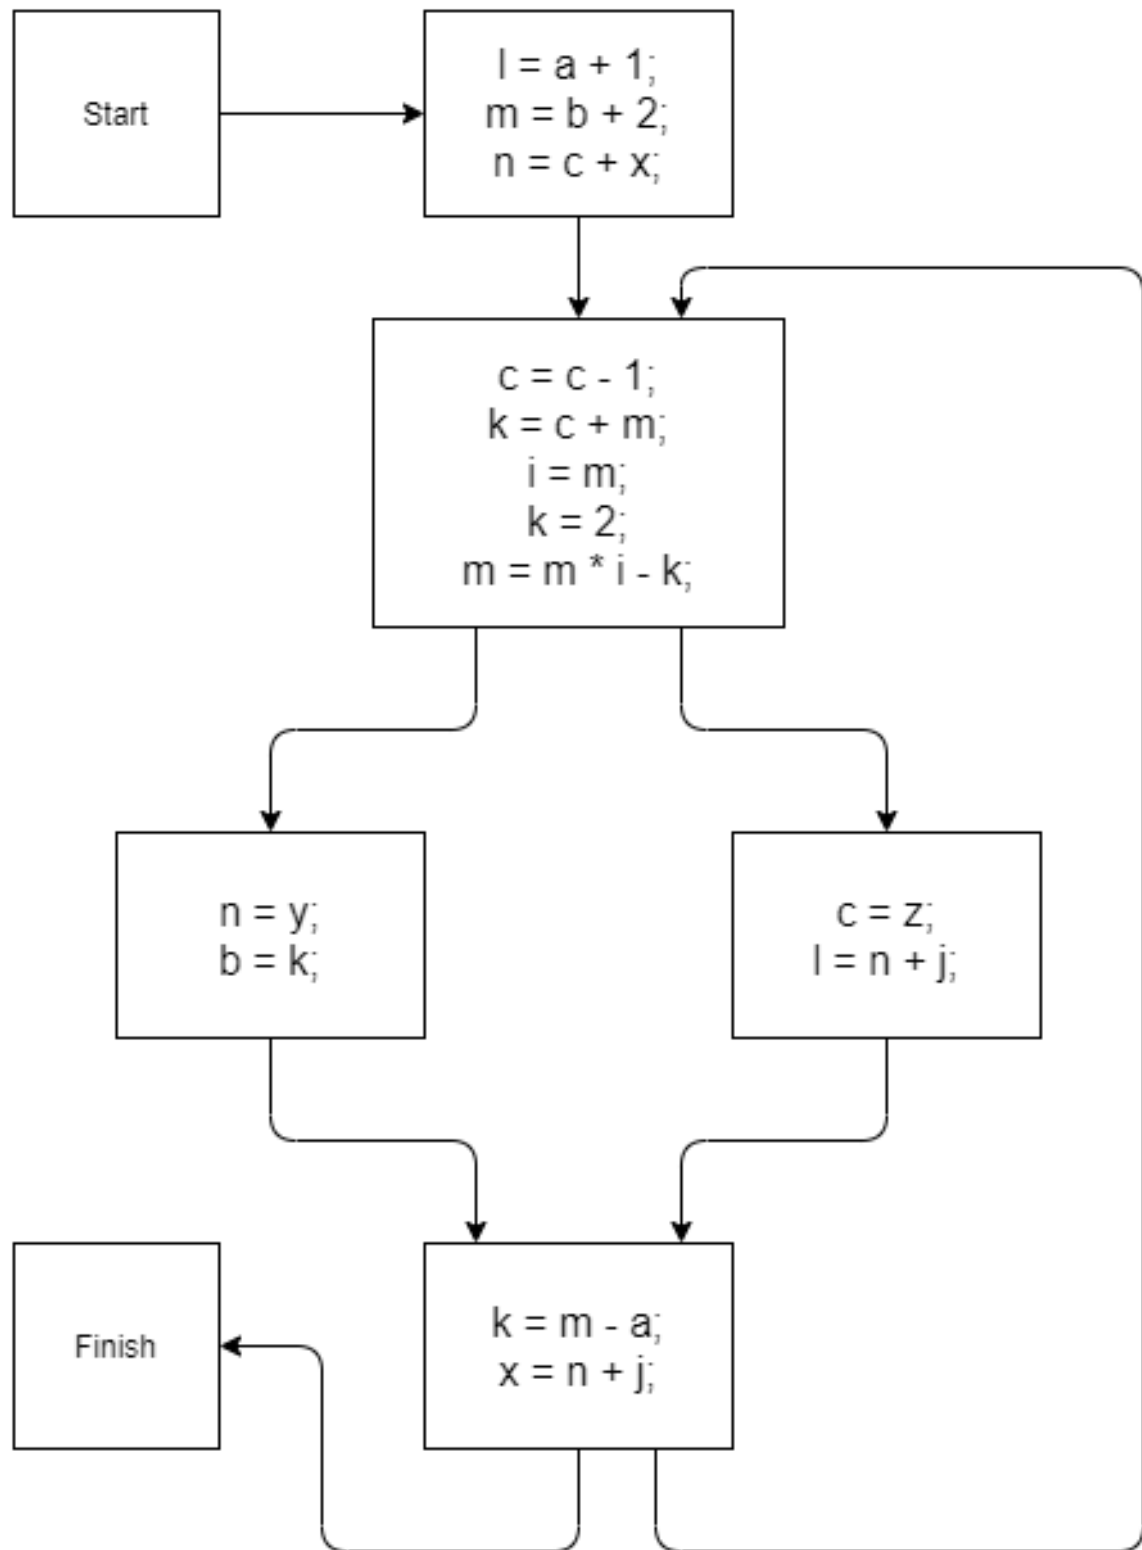 Start
l = a + 1;
m = b + 2;
n = c + x;
c = c - 1;
k = c + m;
i = m;
k = 2;
m = m * i - k;
n = y;
b = k;
c = z;
l = n + j;
k = m - a;
x = n + j;
Finish